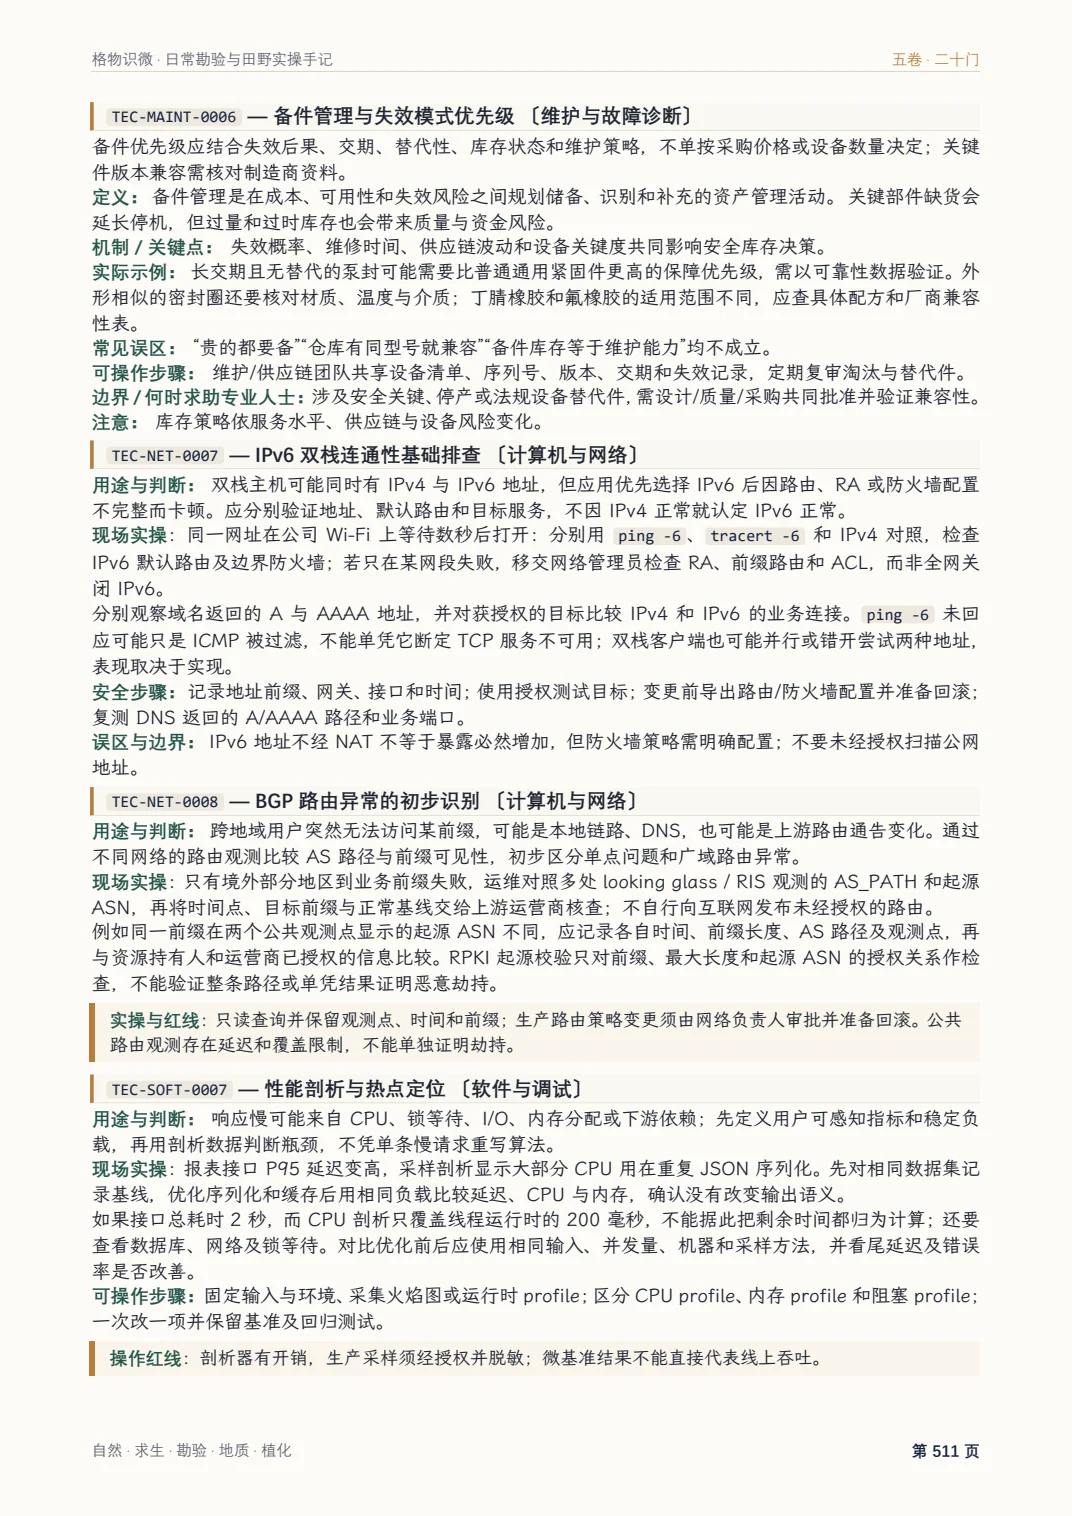 格物识微 · 日常勘验与田野实操手记
五卷 · 二十门
TEC-MAINT-0006 — 备件管理与失效模式优先级 〔维护与故障诊断〕
备件优先级应结合失效后果、交期、替代性、库存状态和维护策略，不单按采购价格或设备数量决定；关键
件版本兼容需核对制造商资料。
定义： 备件管理是在成本、可用性和失效风险之间规划储备、识别和补充的资产管理活动。关键部件缺货会
延长停机，但过量和过时库存也会带来质量与资金风险。
机制 / 关键点： 失效概率、维修时间、供应链波动和设备关键度共同影响安全库存决策。
实际示例： 长交期且无替代的泵封可能需要比普通通用紧固件更高的保障优先级，需以可靠性数据验证。外
形相似的密封圈还要核对材质、温度与介质；丁腈橡胶和氟橡胶的适用范围不同，应查具体配方和厂商兼容
性表。
常见误区： “贵的都要备”“仓库有同型号就兼容”“备件库存等于维护能力”均不成立。
可操作步骤： 维护/供应链团队共享设备清单、序列号、版本、交期和失效记录，定期复审淘汰与替代件。
边界 / 何时求助专业人士：涉及安全关键、停产或法规设备替代件，需设计/质量/采购共同批准并验证兼容性。
注意： 库存策略依服务水平、供应链与设备风险变化。
TEC-NET-0007 — IPv6 双栈连通性基础排查 〔计算机与网络〕
用途与判断： 双栈主机可能同时有 IPv4 与 IPv6 地址，但应用优先选择 IPv6 后因路由、RA 或防火墙配置
不完整而卡顿。应分别验证地址、默认路由和目标服务，不因 IPv4 正常就认定 IPv6 正常。
现场实操：同一网址在公司 Wi-Fi 上等待数秒后打开：分别用 ping -6、tracert -6 和 IPv4 对照，检查
IPv6 默认路由及边界防火墙；若只在某网段失败，移交网络管理员检查 RA、前缀路由和 ACL，而非全网关
闭 IPv6。
分别观察域名返回的 A 与 AAAA 地址，并对获授权的目标比较 IPv4 和 IPv6 的业务连接。ping -6 未回
应可能只是 ICMP 被过滤，不能单凭它断定 TCP 服务不可用；双栈客户端也可能并行或错开尝试两种地址，
表现取决于实现。
安全步骤：记录地址前缀、网关、接口和时间；使用授权测试目标；变更前导出路由/防火墙配置并准备回滚；
复测 DNS 返回的 A/AAAA 路径和业务端口。
误区与边界： IPv6 地址不经 NAT 不等于暴露必然增加，但防火墙策略需明确配置；不要未经授权扫描公网
地址。
TEC-NET-0008 — BGP 路由异常的初步识别 〔计算机与网络〕
用途与判断： 跨地域用户突然无法访问某前缀，可能是本地链路、DNS，也可能是上游路由通告变化。通过
不同网络的路由观测比较 AS 路径与前缀可见性，初步区分单点问题和广域路由异常。
现场实操：只有境外部分地区到业务前缀失败，运维对照多处 looking glass / RIS 观测的 AS_PATH 和起源
ASN，再将时间点、目标前缀与正常基线交给上游运营商核查；不自行向互联网发布未经授权的路由。
例如同一前缀在两个公共观测点显示的起源 ASN 不同，应记录各自时间、前缀长度、AS 路径及观测点，再
与资源持有人和运营商已授权的信息比较。RPKI 起源校验只对前缀、最大长度和起源 ASN 的授权关系作检
查，不能验证整条路径或单凭结果证明恶意劫持。
实操与红线：只读查询并保留观测点、时间和前缀；生产路由策略变更须由网络负责人审批并准备回滚。公共
路由观测存在延迟和覆盖限制，不能单独证明劫持。
TEC-SOFT-0007 — 性能剖析与热点定位 〔软件与调试〕
用途与判断： 响应慢可能来自 CPU、锁等待、I/O、内存分配或下游依赖；先定义用户可感知指标和稳定负
载，再用剖析数据判断瓶颈，不凭单条慢请求重写算法。
现场实操：报表接口 P95 延迟变高，采样剖析显示大部分 CPU 用在重复 JSON 序列化。先对相同数据集记
录基线，优化序列化和缓存后用相同负载比较延迟、CPU 与内存，确认没有改变输出语义。
如果接口总耗时 2 秒，而 CPU 剖析只覆盖线程运行时的 200 毫秒，不能据此把剩余时间都归为计算；还要
查看数据库、网络及锁等待。对比优化前后应使用相同输入、并发量、机器和采样方法，并看尾延迟及错误
率是否改善。
可操作步骤：固定输入与环境、采集火焰图或运行时 profile；区分 CPU profile、内存 profile 和阻塞 profile；
一次改一项并保留基准及回归测试。
操作红线：剖析器有开销，生产采样须经授权并脱敏；微基准结果不能直接代表线上吞吐。
自然 · 求生 · 勘验 · 地质 · 植化
第 511 页